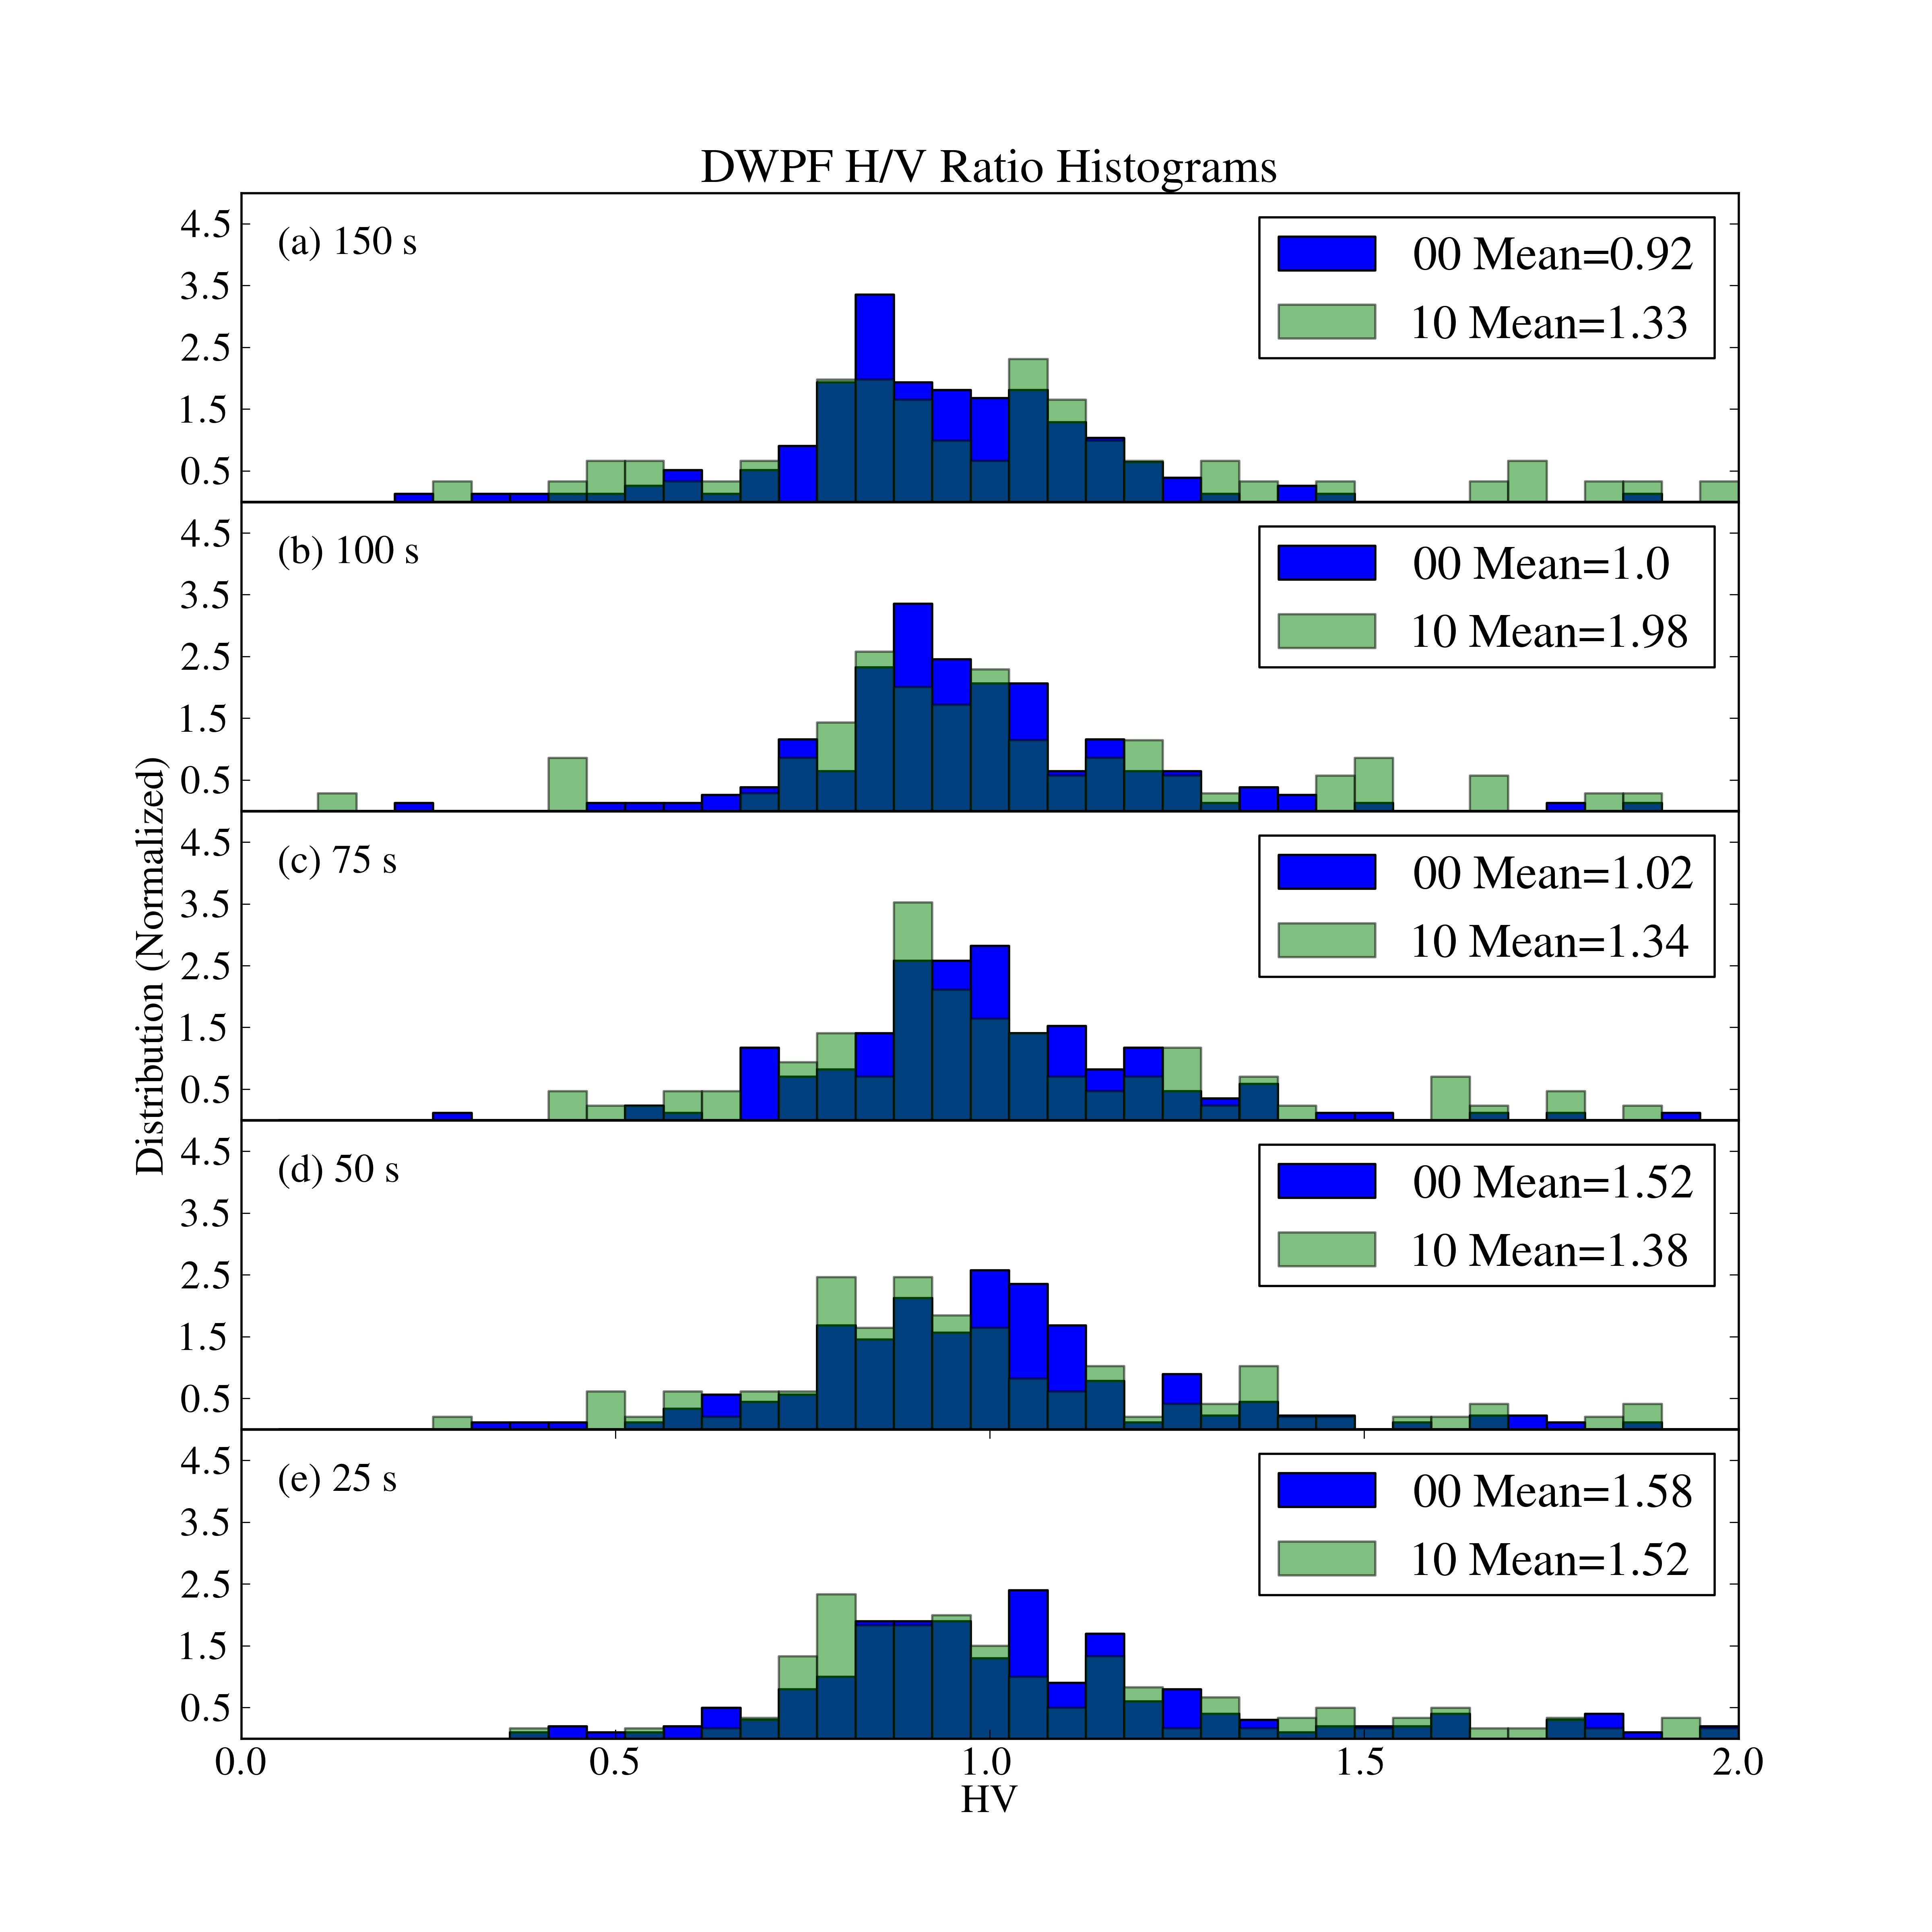 DWPF H/V Ratio Histograms
(a) 150 s
4.5
3.5
2.5
1.5
0.5
00 Mean=0.92
10 Mean=1.33
(b) 100 s
4.5
3.5
2.5
1.5
0.5
00 Mean=1.0
10 Mean=1.98
Distribution (Normalized)
(c) 75 s
4.5
3.5
2.5
1.5
0.5
00 Mean=1.02
10 Mean=1.34
(d) 50 s
4.5
3.5
2.5
1.5
0.5
00 Mean=1.52
10 Mean=1.38
(e) 25 s
4.5
3.5
2.5
1.5
0.5
00 Mean=1.58
10 Mean=1.52
0.0 0.5 1.0 1.5 2.0
HV